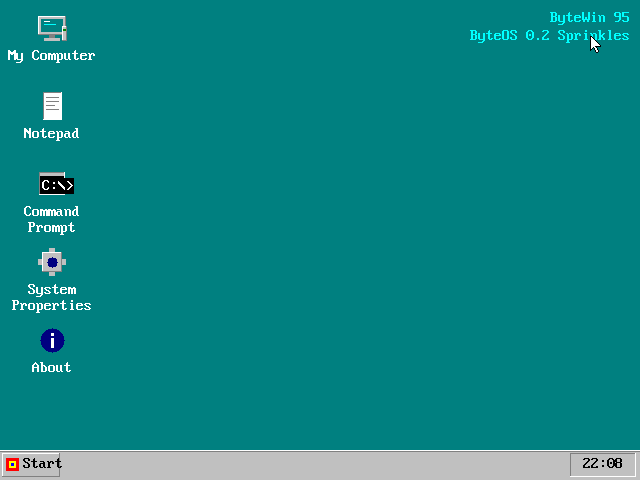 ByteWin 95
ByteOS 0.2 Sprinkles
My Computer
Notepad
C:\>
Command
Prompt
System
Properties
i
About
Start
22:08